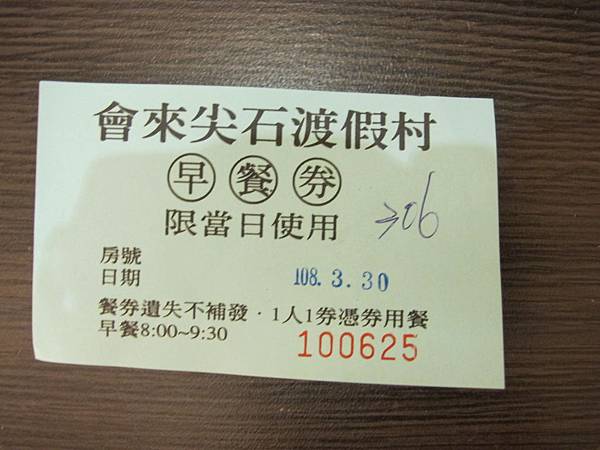 會來尖石渡假村
早餐券
限當日使用 306
房號
日期 108. 3. 30
餐券遺失不補發．1人1券憑券用餐
早餐8:00~9:30 100625